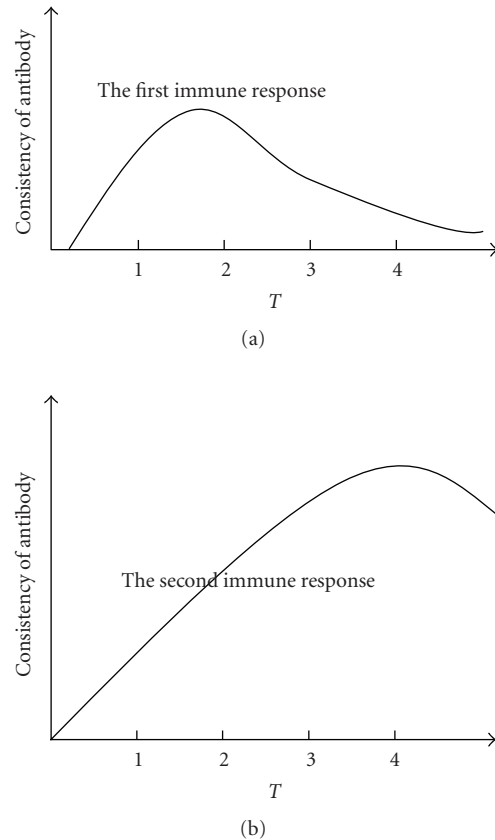 Consistency of antibody
The first immune response
1 2 3 4
T
(a)
Consistency of antibody
The second immune response
1 2 3 4
T
(b)